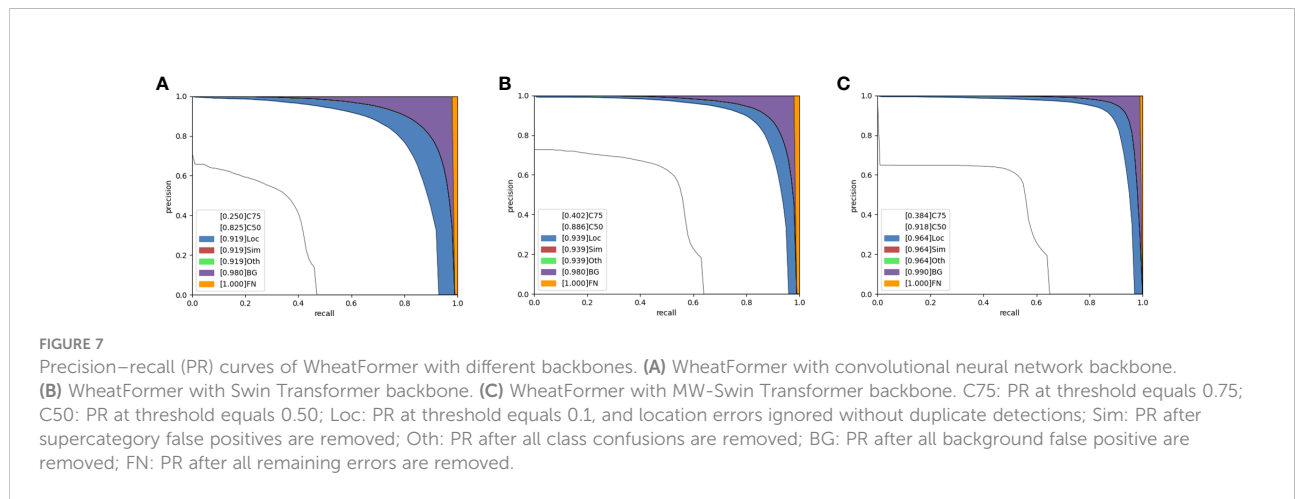 A
B
C
1.0
0.8
0.6
0.4
0.2
0.0
precision
[0.250]C75
[0.825]C50
[0.919]Loc
[0.919]Sim
[0.919]Oth
[0.980]BG
[1.000]FN
0.0 0.2 0.4 0.6 0.8 1.0
recall
1.0
0.8
0.6
0.4
0.2
0.0
precision
[0.402]C75
[0.886]C50
[0.939]Loc
[0.939]Sim
[0.939]Oth
[0.980]BG
[1.000]FN
0.0 0.2 0.4 0.6 0.8 1.0
recall
1.0
0.8
0.6
0.4
0.2
0.0
precision
[0.384]C75
[0.918]C50
[0.964]Loc
[0.964]Sim
[0.964]Oth
[0.990]BG
[1.000]FN
0.0 0.2 0.4 0.6 0.8 1.0
recall
FIGURE 7
Precision–recall (PR) curves of WheatFormer with different backbones. (A) WheatFormer with convolutional neural network backbone.
(B) WheatFormer with Swin Transformer backbone. (C) WheatFormer with MW-Swin Transformer backbone. C75: PR at threshold equals 0.75;
C50: PR at threshold equals 0.50; Loc: PR at threshold equals 0.1, and location errors ignored without duplicate detections; Sim: PR after
supercategory false positives are removed; Oth: PR after all class confusions are removed; BG: PR after all background false positive are
removed; FN: PR after all remaining errors are removed.